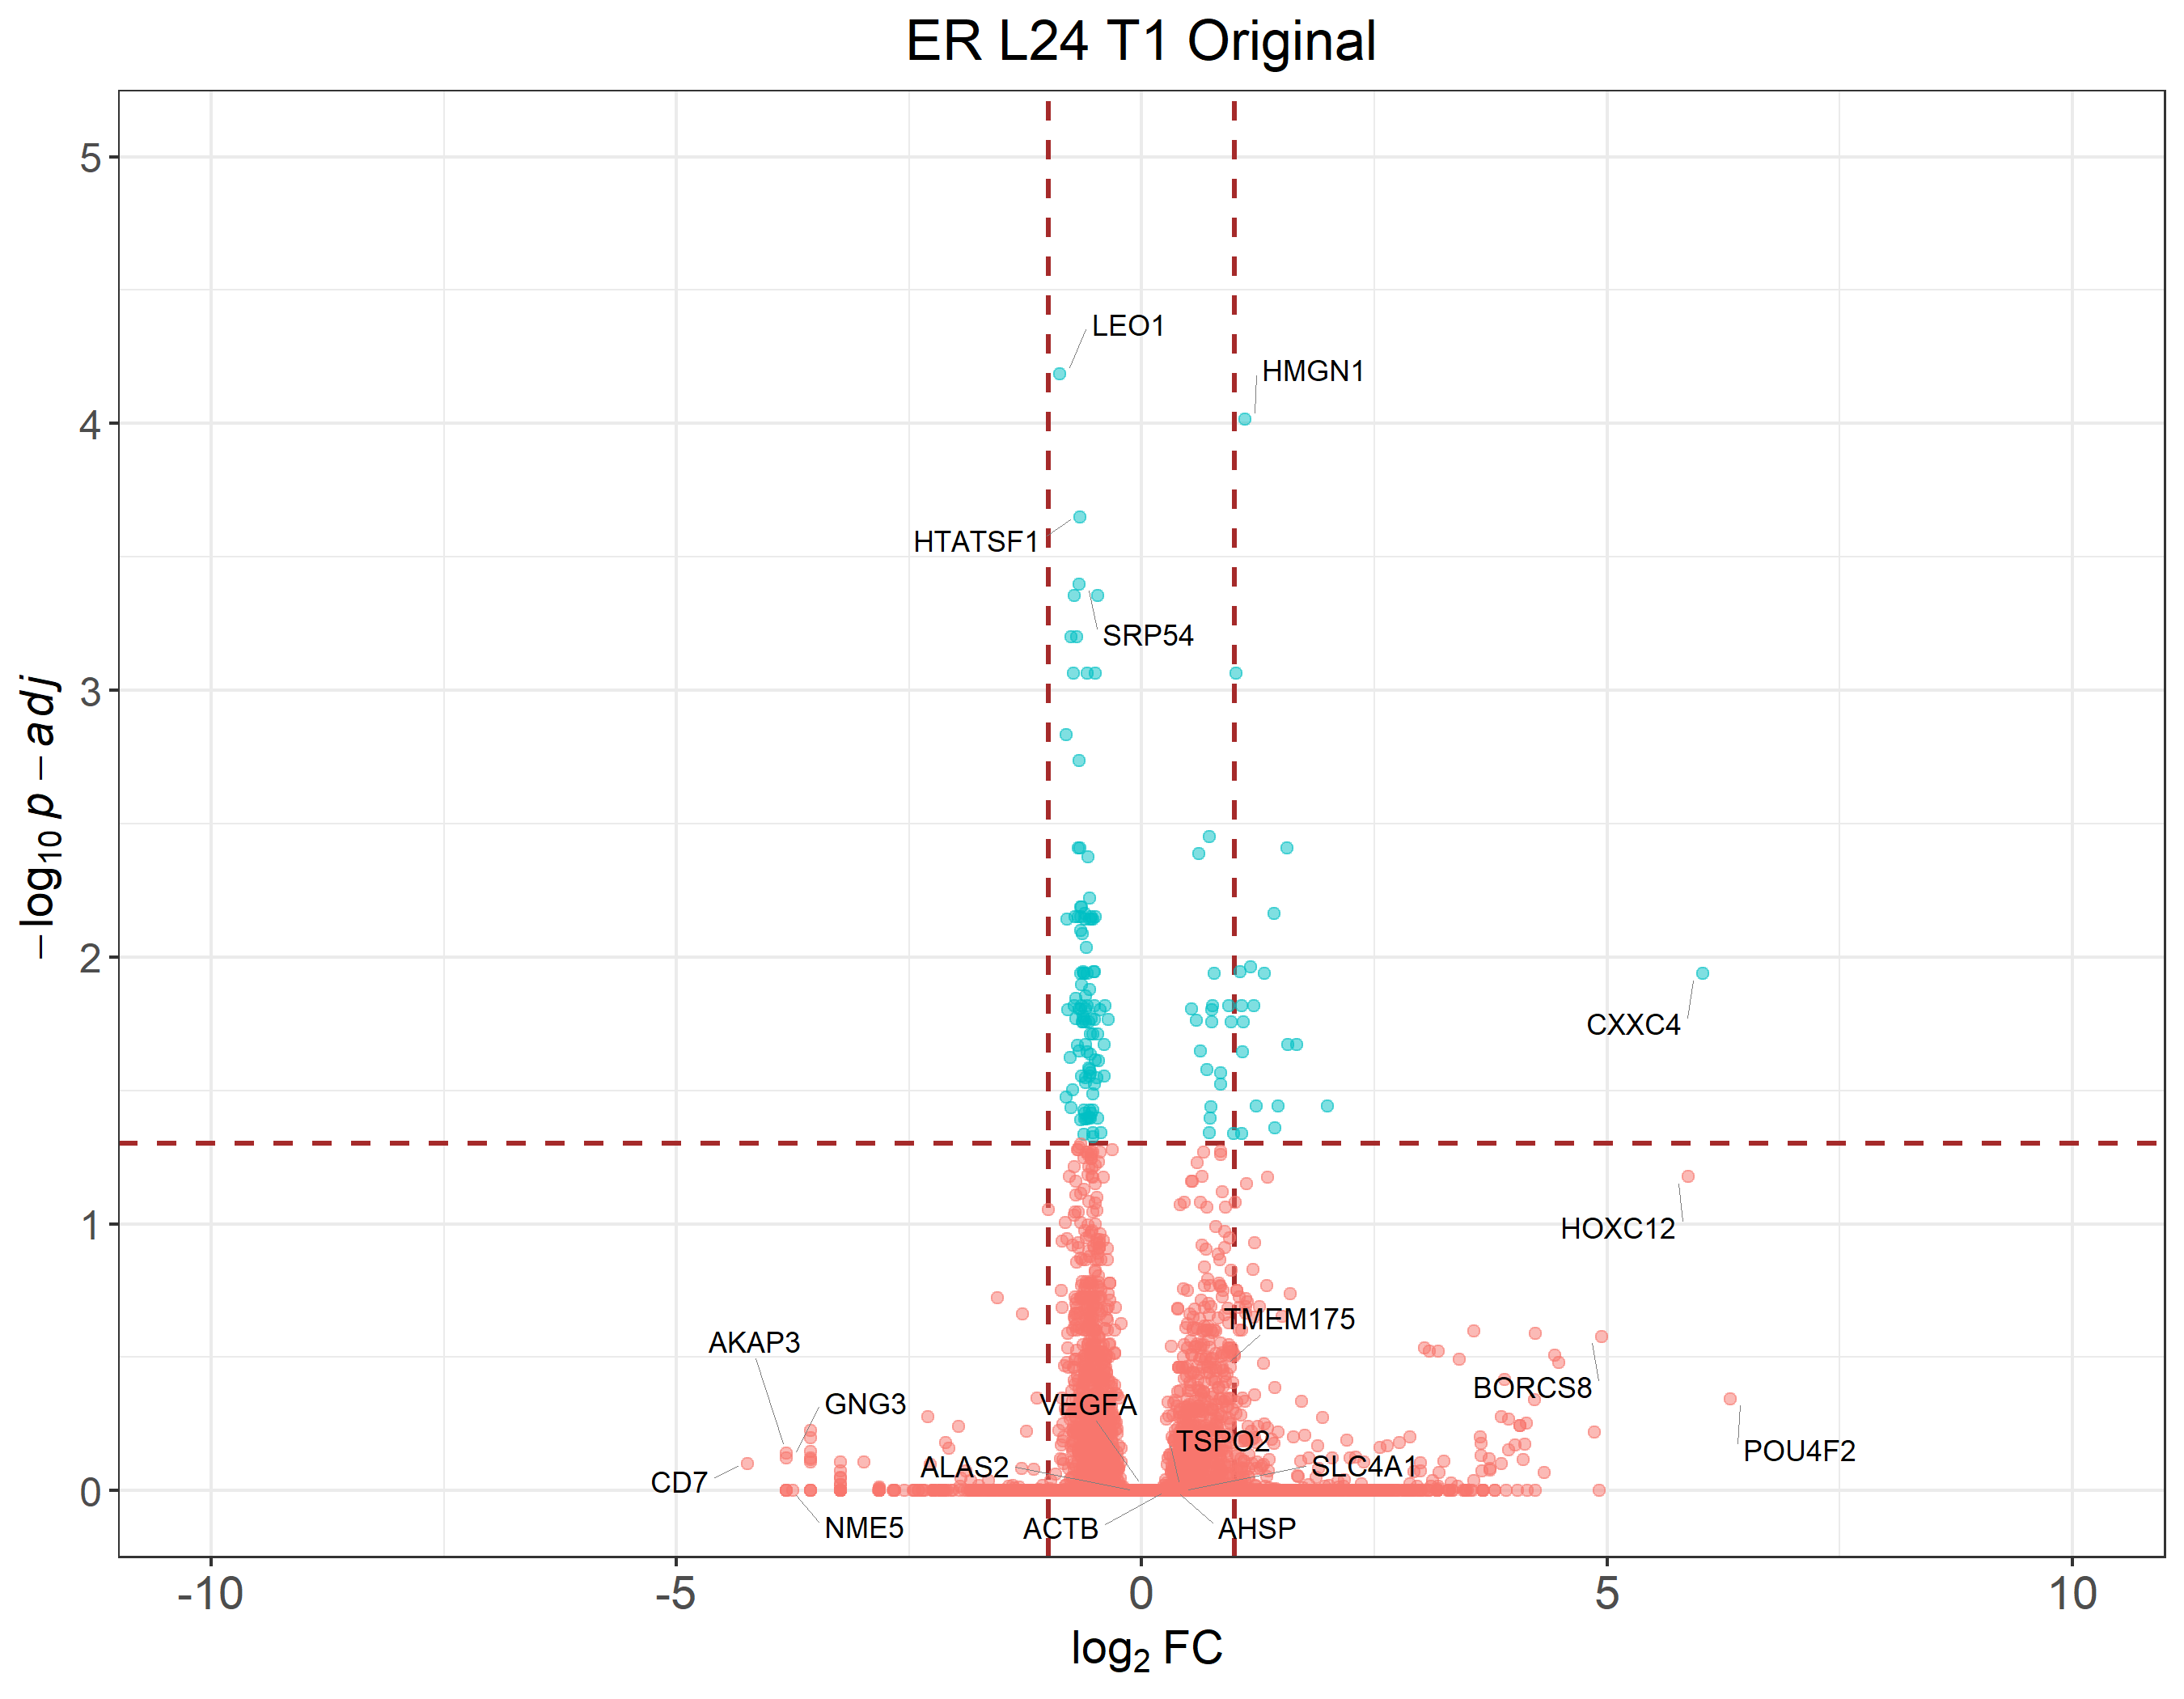 ER L24 T1 Original
5
4
3
2
1
0
−log10 p − adj
LEO1
HMGN1
HTATSF1
SRP54
CXXC4
HOXC12
TMEM175
AKAP3
BORCS8
GNG3
VEGFA
TSPO2
POU4F2
ALAS2
SLC4A1
CD7
NME5
ACTB
AHSP
-10
-5
0
5
10
log2 FC